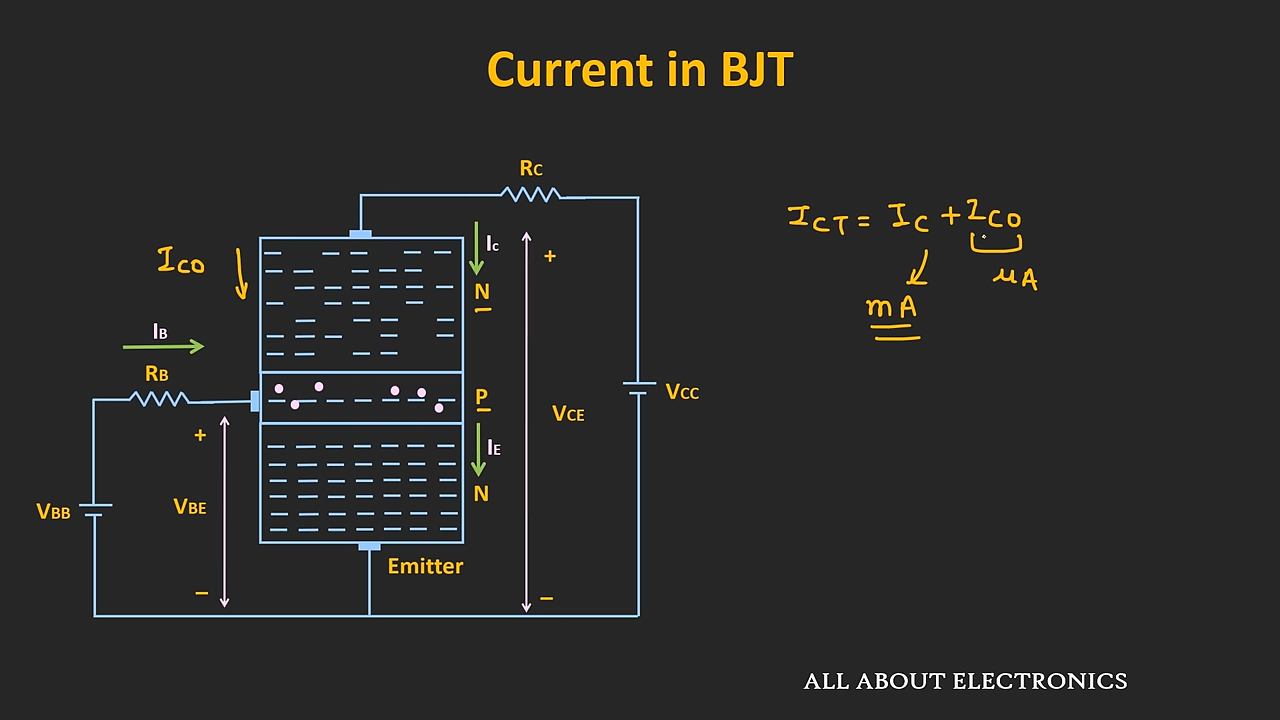 Current in BJT
RC
ICT = IC + ICO
IC
+
ICO
µA
N
mA
IB
RB
P
VCC
VCE
+
IE
N
VBE
VBB
Emitter
–
–
ALL ABOUT ELECTRONICS